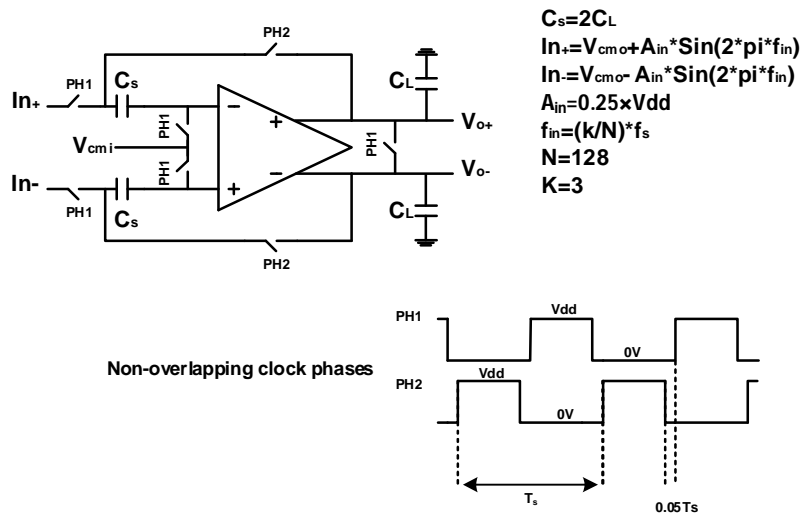 PH2
Cs
PH1
In+
CL
PH1
Vcmi
PH1
PH1
Vo+
Vo-
In-
PH1
Cs
CL
PH2
− + + −
Cs=2CL
In+=Vcmo+Ain*Sin(2*pi*fin)
In-=Vcmo- Ain*Sin(2*pi*fin)
Ain=0.25×Vdd
fin=(k/N)*fs
N=128
K=3
Non-overlapping clock phases
PH1
Vdd
0V
PH2
Vdd
0V
Ts
0.05Ts